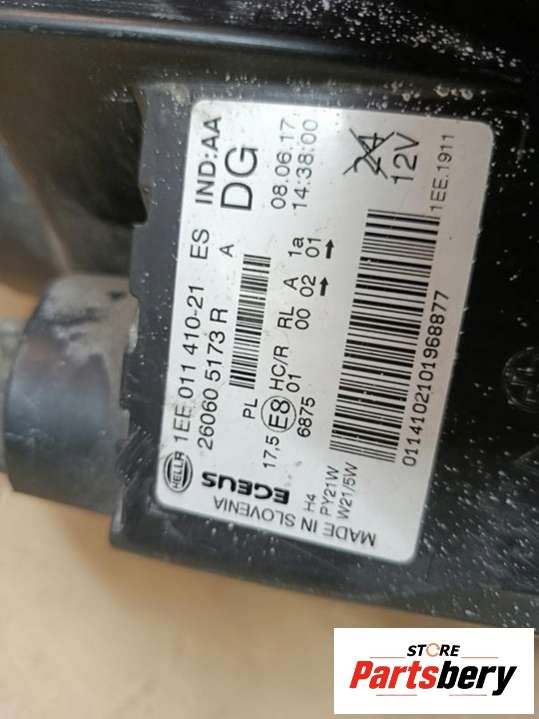 HELLA 1EE 011 410-21 ES IND:AA
26060 5173 R A DG
PL
08.06.17
14:38:00
17,5 E8 HC/R RL A 1a
01 00 02 01
6875
24
12V
EGEUS
MADE IN SLOVENIA
H4
PY21W
W21/5W
01141021019688​77
1EE.1911
STORE
Partsbery